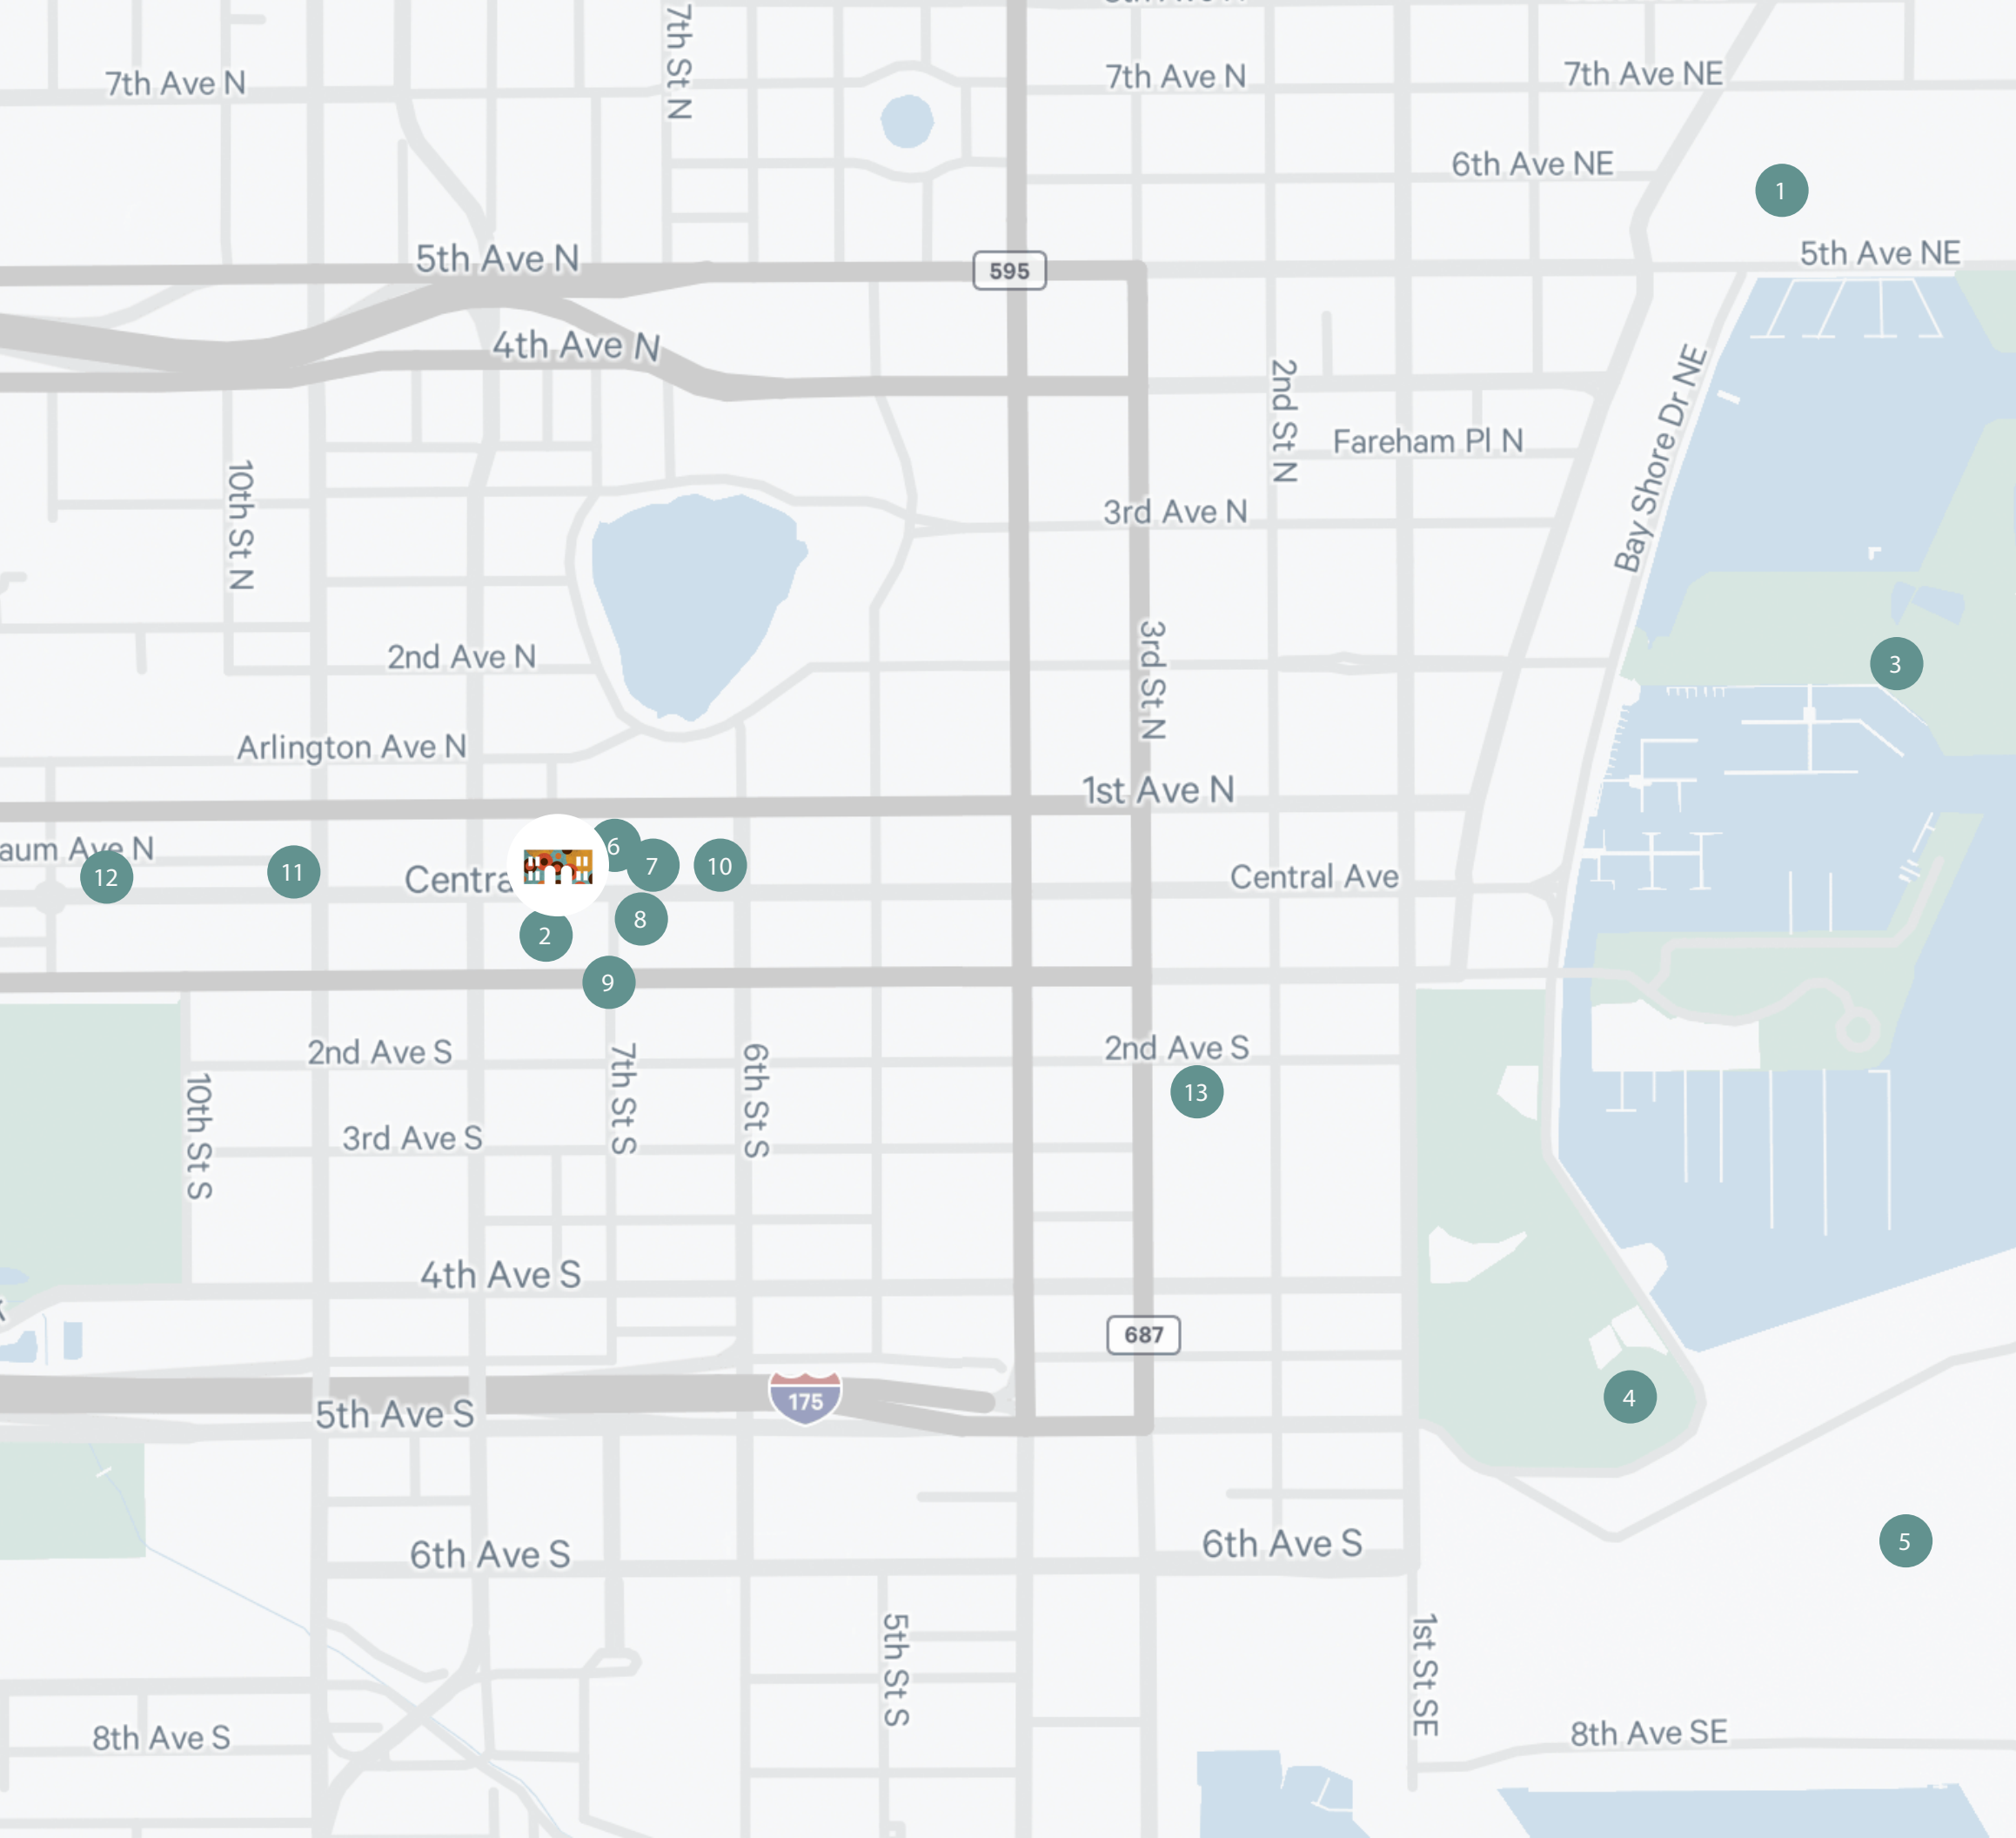 7th St N
7th Ave N
7th Ave N
7th Ave NE
6th Ave NE
1
5th Ave NE
5th Ave N
595
4th Ave N
Bay Shore Dr NE
2nd St N
Fareham Pl N
10th St N
3rd Ave N
2nd Ave N
3rd St N
3
Arlington Ave N
1st Ave N
aum Ave N
12
11
Centra
6
7
10
Central Ave
2
8
9
2nd Ave S
7th St S
6th St S
2nd Ave S
13
10th St S
3rd Ave S
4th Ave S
687
175
5th Ave S
4
5
6th Ave S
6th Ave S
5th St S
1st St SE
8th Ave S
8th Ave SE